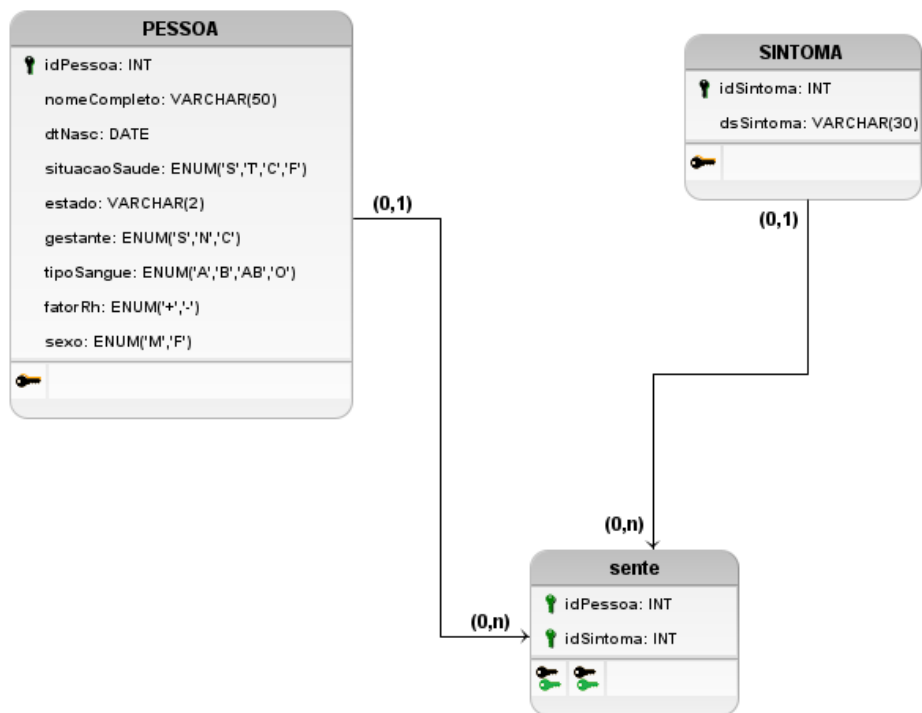 PESSOA
idPessoa: INT
nomeCompleto: VARCHAR(50)
dtNasc: DATE
situacaoSaude: ENUM('S','T','C','F')
estado: VARCHAR(2)
gestante: ENUM('S','N','C')
tipoSangue: ENUM('A','B','AB','O')
fatorRh: ENUM('+','-')
sexo: ENUM('M','F')
(0,1)
SINTOMA
idSintoma: INT
dsSintoma: VARCHAR(30)
(0,1)
(0,n)
(0,n)
sente
idPessoa: INT
idSintoma: INT